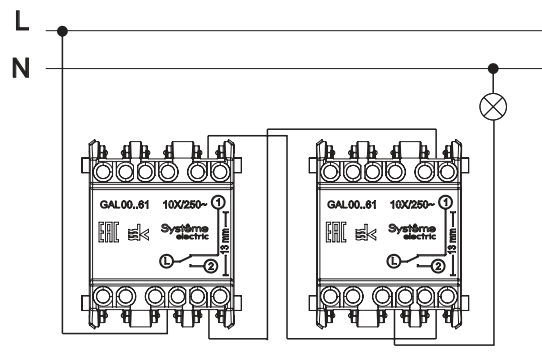 L
N
GAL00..61 10X/250~ 1
EAC Systeme
electric
L 2
13 mm
GAL00..61 10X/250~ 1
EAC Systeme
electric
L 2
13 mm